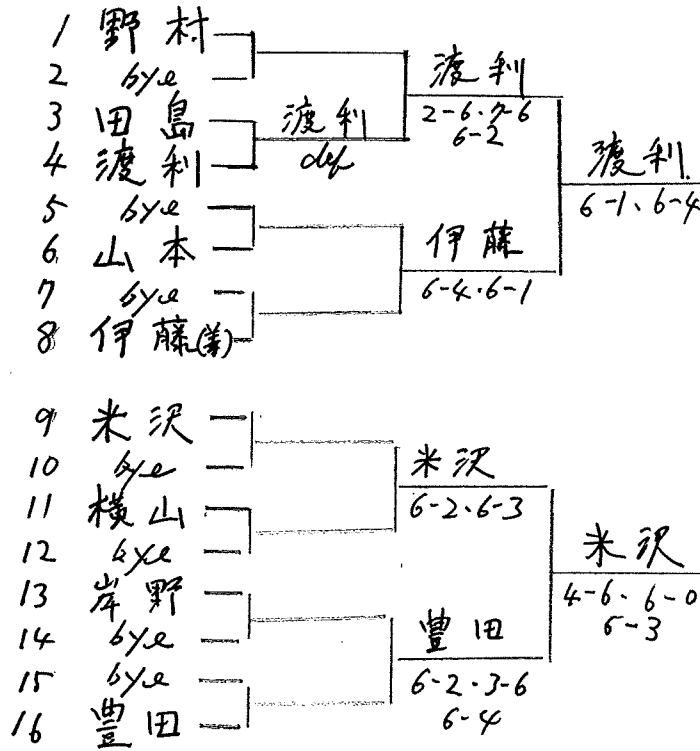 1 野村
2 bye
3 田島
4 渡利
5 bye
6 山本
7 bye
8 伊藤(美)
9 米沢
10 bye
11 横山
12 bye
13 岸野
14 bye
15 bye
16 豊田
渡利
def
渡利
2-6・7-6
6-2
伊藤
6-4・6-1
米沢
6-2・6-3
豊田
6-2・3-6
6-4
渡利
6-1、6-4
米沢
4-6、6-0
6-3